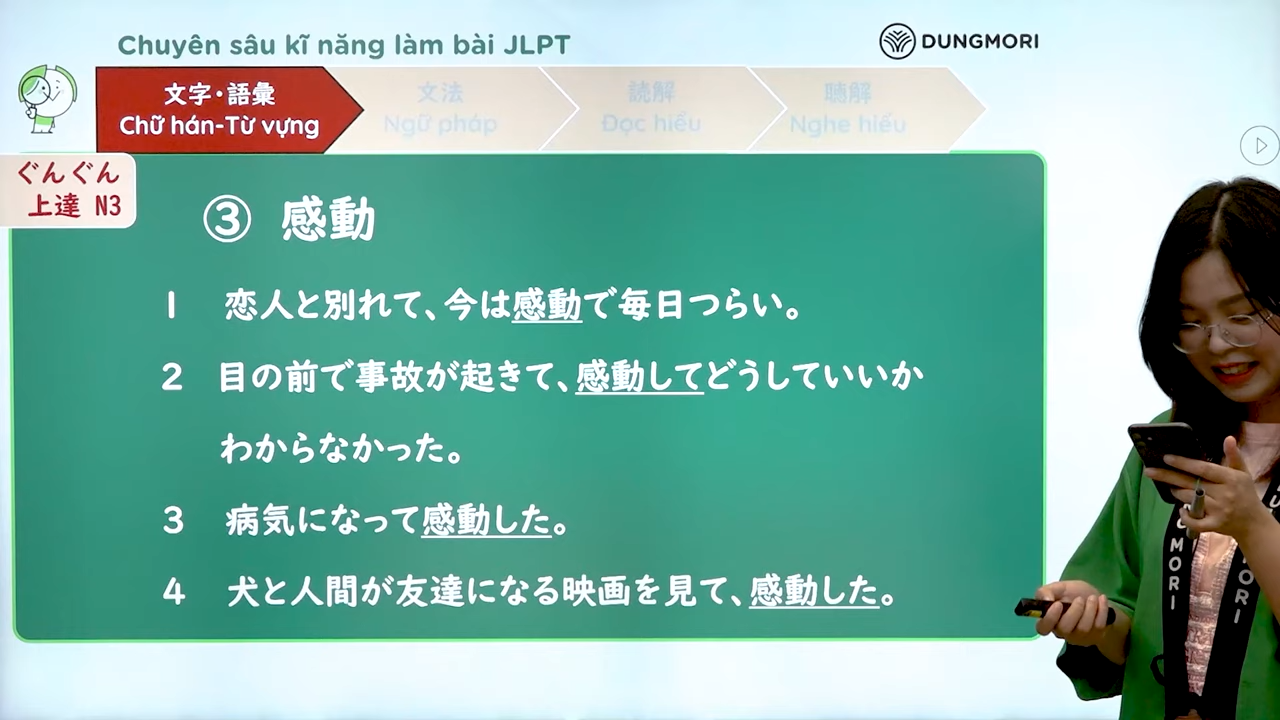 Chuyên sâu kĩ năng làm bài JLPT
DUNGMORI
文字・語彙
Chữ hán-Từ vựng
文法
Ngữ pháp
読解
Đọc hiểu
聴解
Nghe hiểu
ぐんぐん
上達 N3
③ 感動
1 恋人と別れて、今は感動で毎日つらい。
2 目の前で事故が起きて、感動してどうしていいか
わからなかった。
3 病気になって感動した。
4 犬と人間が友達になる映画を見て、感動した。